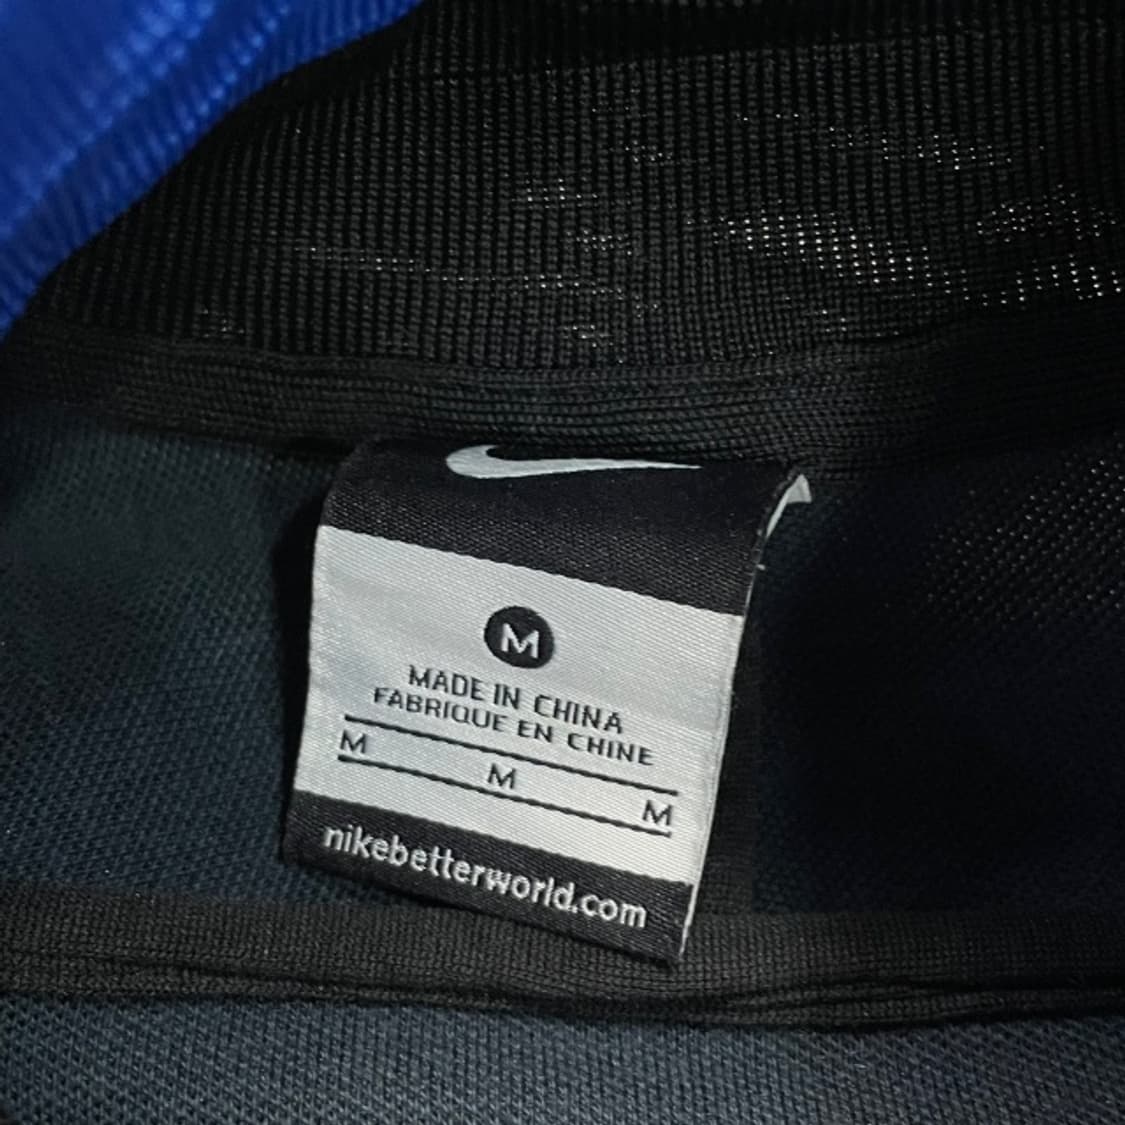 M
MADE IN CHINA
FABRIQUE EN CHINE
M M M
nikebetterworld.com